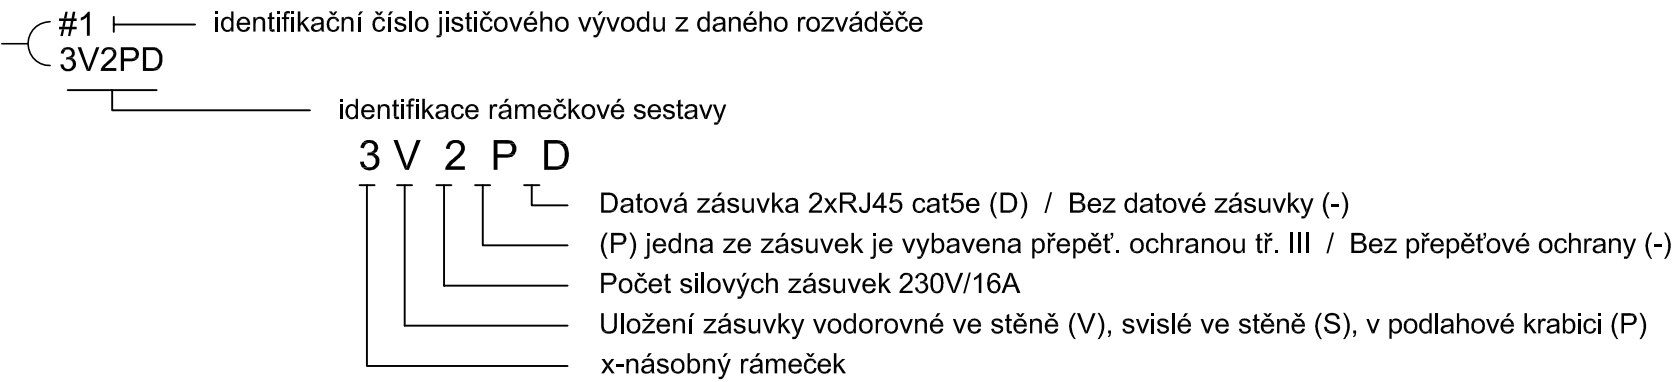 #1 identifikační číslo jističového vývodu z daného rozváděče
3V2PD
identifikace rámečkové sestavy
3 V 2 P D
Datová zásuvka 2xRJ45 cat5e (D) / Bez datové zásuvky (-)
(P) jedna ze zásuvek je vybavena přepěť. ochranou tř. III / Bez přepěťové ochrany (-)
Počet silových zásuvek 230V/16A
Uložení zásuvky vodorovné ve stěně (V), svislé ve stěně (S), v podlahové krabici (P)
x-násobný rámeček